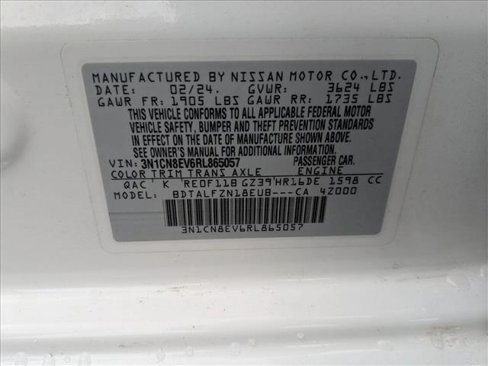 MANUFACTURED BY NISSAN MOTOR CO.,LTD.
DATE: 02/24. GVWR: 3624 LBS
GAWR FR: 1905 LBS GAWR RR: 1735 LBS
THIS VEHICLE CONFORMS TO ALL APPLICABLE FEDERAL MOTOR
VEHICLE SAFETY, BUMPER AND THEFT PREVENTION STANDARDS
IN EFFECT ON THE DATE OF MANUFACTURE SHOWN ABOVE.
SEE OWNER'S MANUAL FOR ADDITIONAL INFORMATION.
VIN: 3N1CN8EV6RL865057 PASSENGER CAR
COLOR TRIM TRANS AXLE ENGINE
QAC' K RE0F11B GZ39'HR16DE 1598 CC
MODEL: BDTALFZN18EUB---CA 42000
3N1CN8EV6RL865057